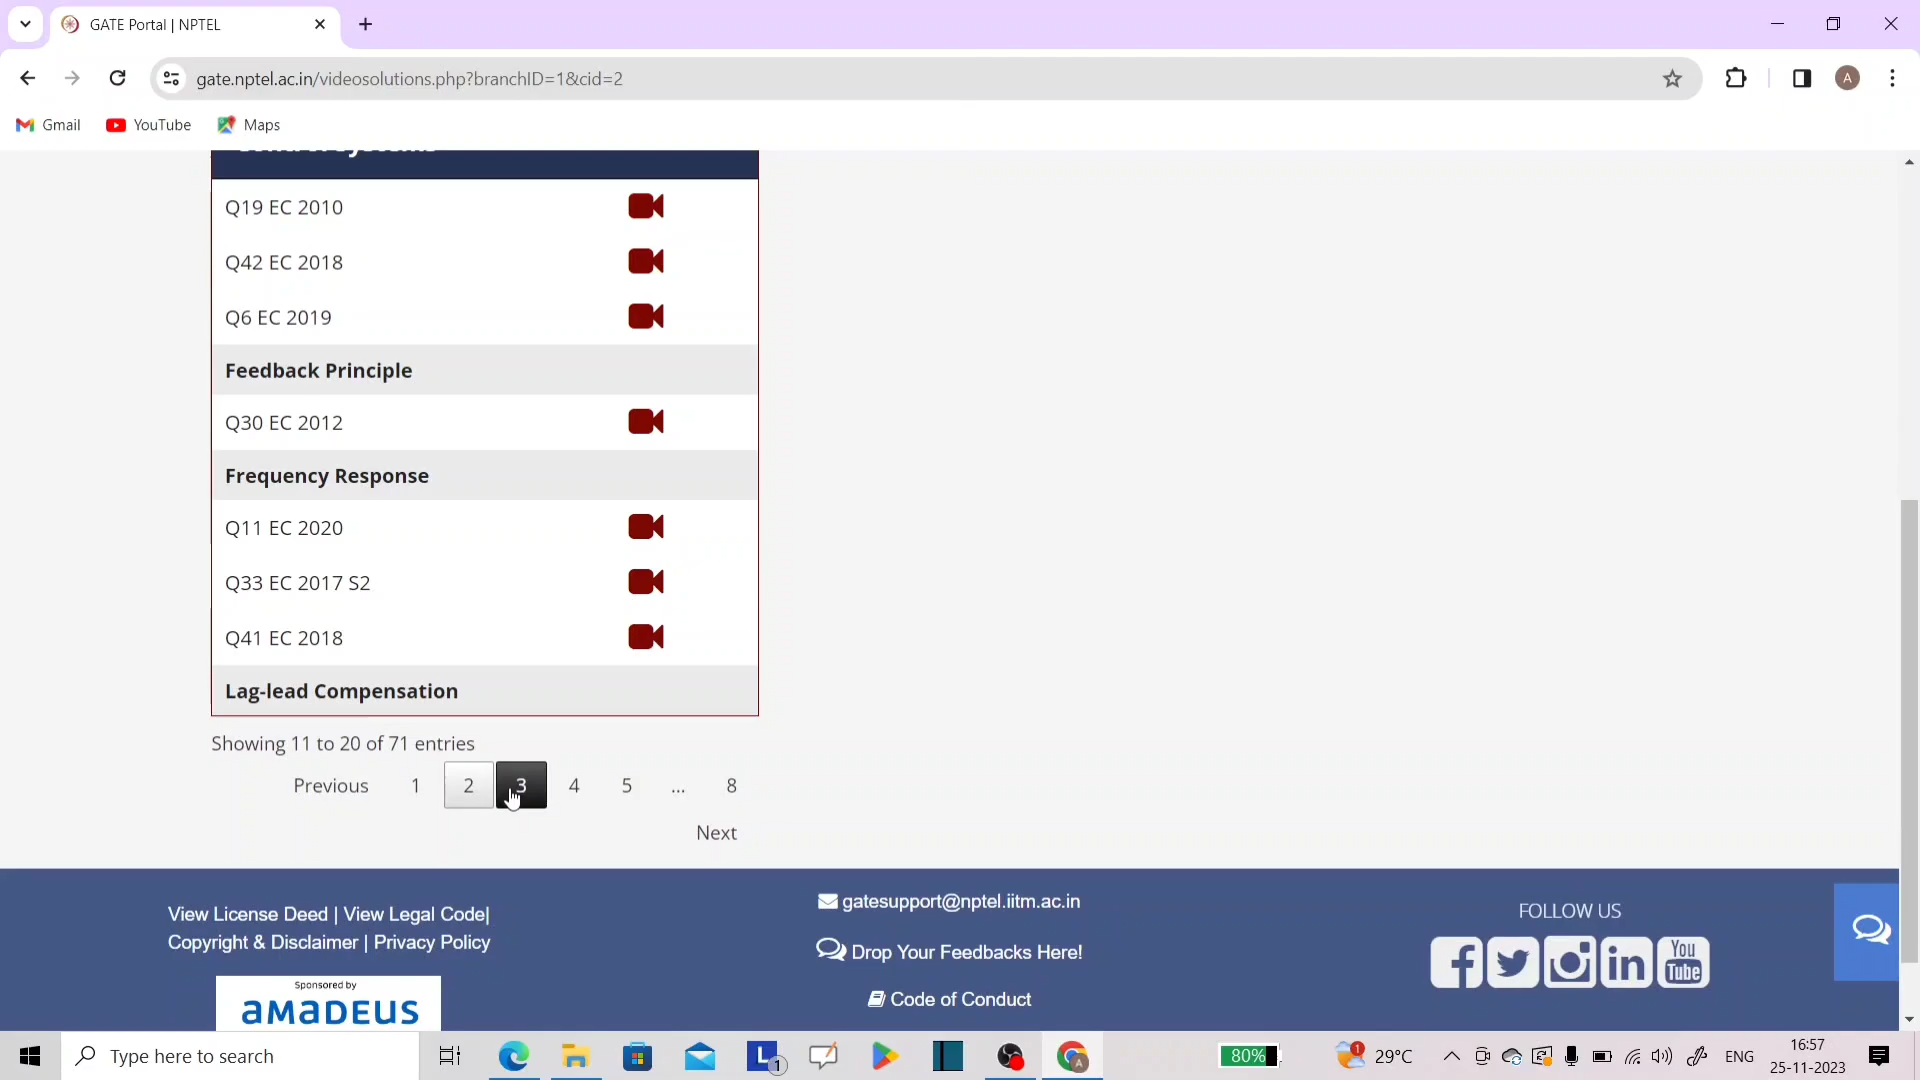 GATE Portal | NPTEL
gate.nptel.ac.in/videosolutions.php?branchID=1&cid=2
A
Gmail
YouTube
Maps
Q19 EC 2010
Q42 EC 2018
Q6 EC 2019
Feedback Principle
Q30 EC 2012
Frequency Response
Q11 EC 2020
Q33 EC 2017 S2
Q41 EC 2018
Lag-lead Compensation
Showing 11 to 20 of 71 entries
Previous 1 2 3 4 5 ... 8
Next
View License Deed | View Legal Code|
Copyright & Disclaimer | Privacy Policy
Sponsored by
amadeus
gatesupport@nptel.iitm.ac.in
Drop Your Feedbacks Here!
Code of Conduct
FOLLOW US
You
Tube
Type here to search
L
1
A
80%
1
29°C
ENG
16:57
25-11-2023